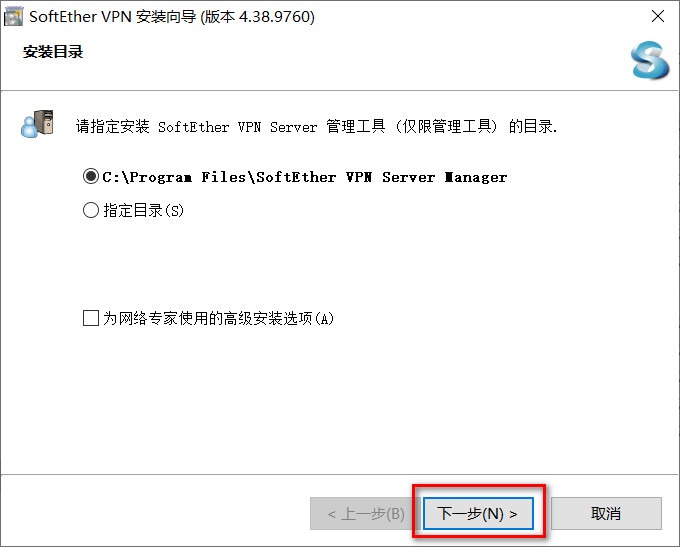 SoftEther VPN 安装向导 (版本 4.38.9760)
安装目录
请指定安装 SoftEther VPN Server 管理工具 (仅限管理工具) 的目录.
C:\Program Files\SoftEther VPN Server Manager
指定目录(S)
为网络专家使用的高级安装选项(A)
< 上一步(B) 下一步(N) > 取消